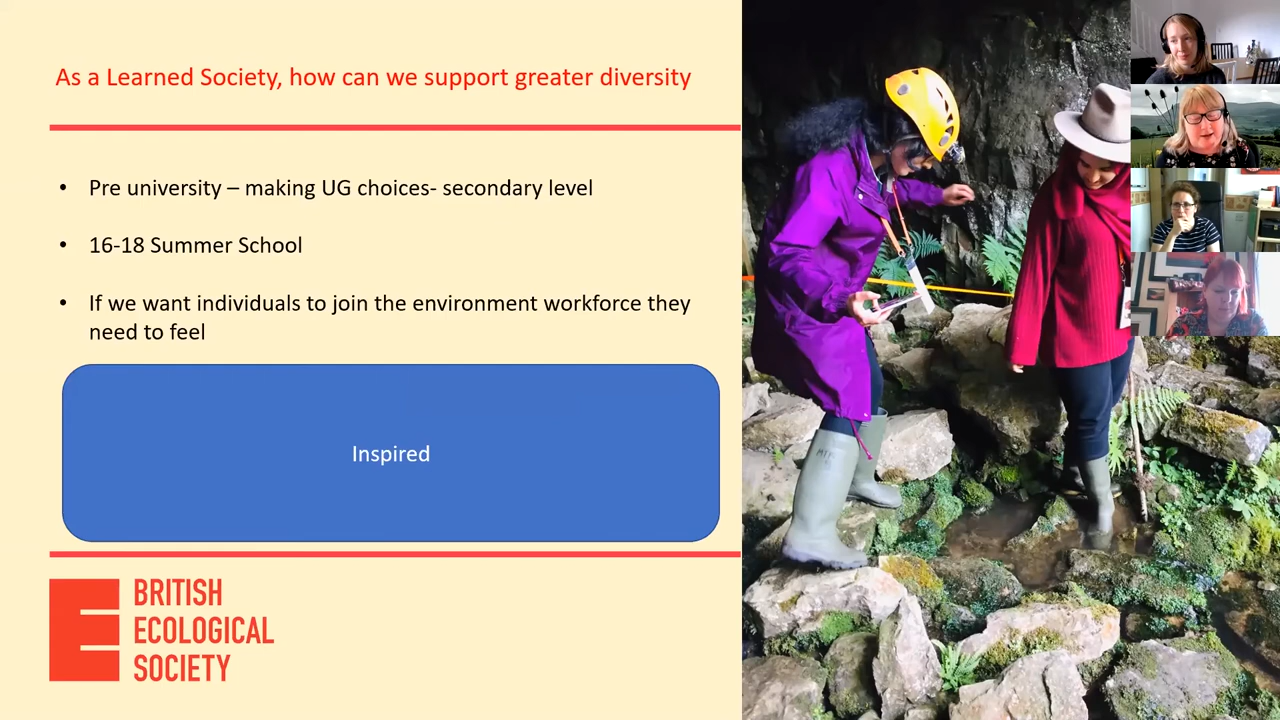 As a Learned Society, how can we support greater diversity
• Pre university – making UG choices- secondary level
• 16-18 Summer School
• If we want individuals to join the environment workforce they
need to feel
Inspired
BRITISH
ECOLOGICAL
SOCIETY